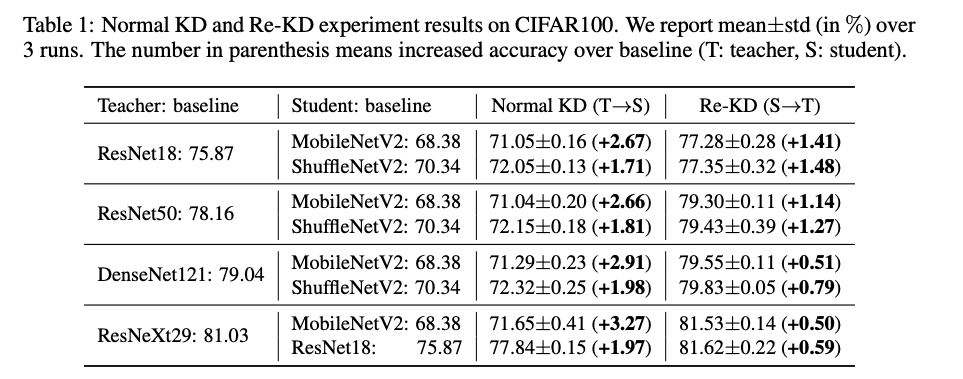 Table 1: Normal KD and Re-KD experiment results on CIFAR100. We report mean±std (in %) over
3 runs. The number in parenthesis means increased accuracy over baseline (T: teacher, S: student).
Teacher: baseline Student: baseline Normal KD (T→S) Re-KD (S→T)
ResNet18: 75.87 MobileNetV2: 68.38 71.05±0.16 (+2.67) 77.28±0.28 (+1.41)
ShuffleNetV2: 70.34 72.05±0.13 (+1.71) 77.35±0.32 (+1.48)
ResNet50: 78.16 MobileNetV2: 68.38 71.04±0.20 (+2.66) 79.30±0.11 (+1.14)
ShuffleNetV2: 70.34 72.15±0.18 (+1.81) 79.43±0.39 (+1.27)
DenseNet121: 79.04 MobileNetV2: 68.38 71.29±0.23 (+2.91) 79.55±0.11 (+0.51)
ShuffleNetV2: 70.34 72.32±0.25 (+1.98) 79.83±0.05 (+0.79)
ResNeXt29: 81.03 MobileNetV2: 68.38 71.65±0.41 (+3.27) 81.53±0.14 (+0.50)
ResNet18: 75.87 77.84±0.15 (+1.97) 81.62±0.22 (+0.59)